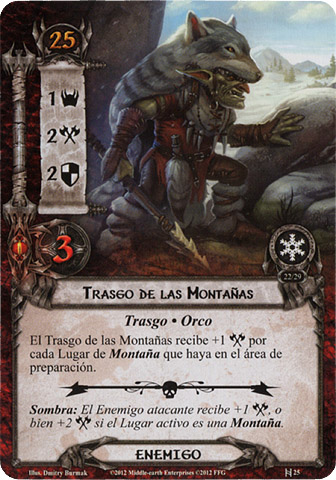 25
1
2
2
3
22/29
Trasgo de las Montañas
Trasgo • Orco
El Trasgo de las Montañas recibe +1 por
cada Lugar de Montaña que haya en el área de
preparación.
Sombra: El Enemigo atacante recibe +1, o
bien +2 si el Lugar activo es una Montaña.
ENEMIGO
Illus. Dmitry Burmak
©2012 Middle-earth Enterprises ©2012 FFG
25